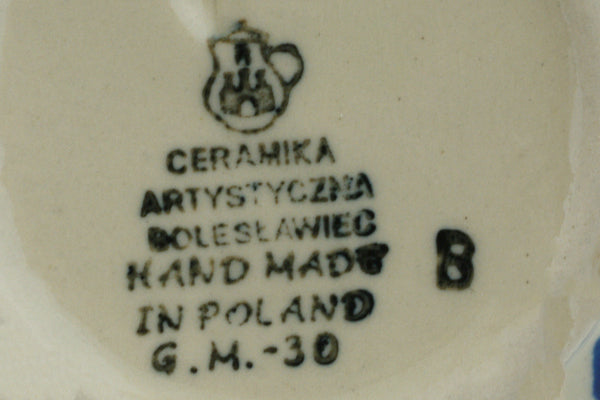 CERAMIKA
ARTYSTYCZNA
BOLESŁAWIEC
HAND MADE
IN POLAND
G.M.-30
B